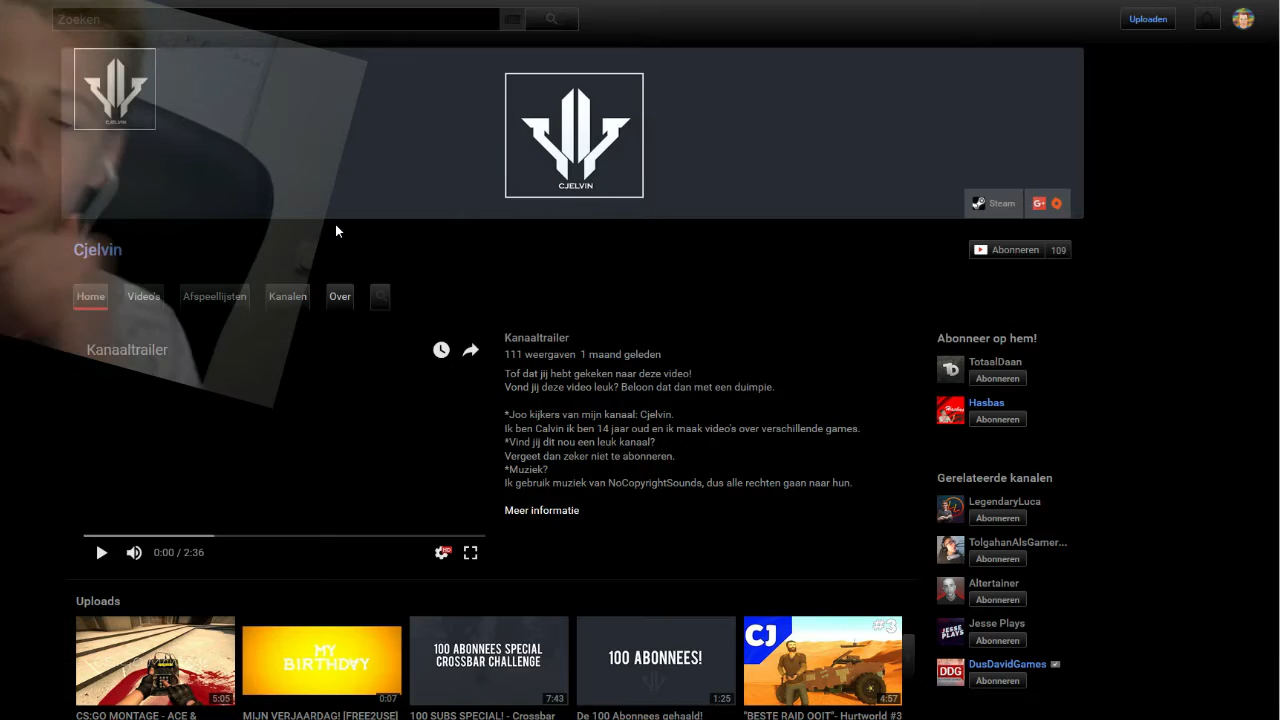 Zoeken
Uploaden
CJELVIN
CJELVIN
Steam
G+
Cjelvin
Abonneren 109
Home Video's Afspeellijsten Kanalen Over
Kanaaltrailer
Kanaaltrailer
111 weergaven 1 maand geleden
Tof dat jij hebt gekeken naar deze video!
Vond jij deze video leuk? Beloon dat dan met een duimpie.
*Joo kijkers van mijn kanaal: Cjelvin.
Ik ben Calvin ik ben 14 jaar oud en ik maak video's over verschillende games.
*Vind jij dit nou een leuk kanaal?
Vergeet dan zeker niet te abonneren.
*Muziek?
Ik gebruik muziek van NoCopyrightSounds, dus alle rechten gaan naar hun.
Meer informatie
0:00 / 2:36
HD
Abonneer op hem!
TD
TotaalDaan
Abonneren
Hasbas
Hasbas
Abonneren
Gerelateerde kanalen
LegendaryLuca
Abonneren
TolgahanAlsGamer...
Abonneren
Altertainer
Abonneren
JESSE
PLAYS
Jesse Plays
Abonneren
DDG
DusDavidGames
Abonneren
Uploads
5:05
CS:GO MONTAGE - ACE &
MY
BIRTHDAY
0:07
MIJN VERJAARDAG! [FREE2USE]
100 ABONNEES SPECIAL
CROSSBAR CHALLENGE
7:43
100 SUBS SPECIAL! - Crossbar
100 ABONNEES!
1:25
De 100 Abonnees gehaald!
CJ
#3
4:57
"BESTE RAID OOIT"- Hurtworld #3